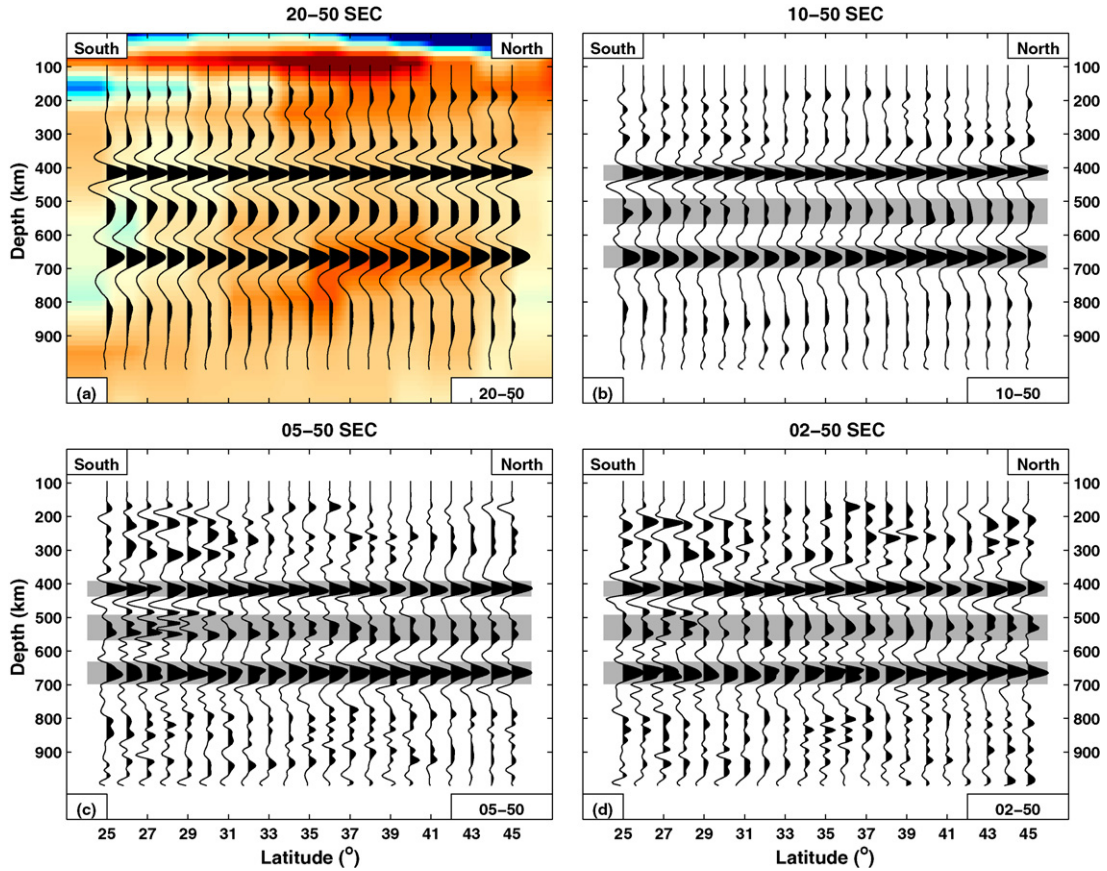 20−50 SEC
10−50 SEC
South
North
South
North
100
200
300
400
500
600
700
800
900
Depth (km)
100
200
300
400
500
600
700
800
900
(a)
20−50
(b)
10−50
05−50 SEC
02−50 SEC
South
North
South
North
100
200
300
400
500
600
700
800
900
Depth (km)
100
200
300
400
500
600
700
800
900
(c)
05−50
(d)
02−50
25 27 29 31 33 35 37 39 41 43 45
25 27 29 31 33 35 37 39 41 43 45
Latitude (°)
Latitude (°)